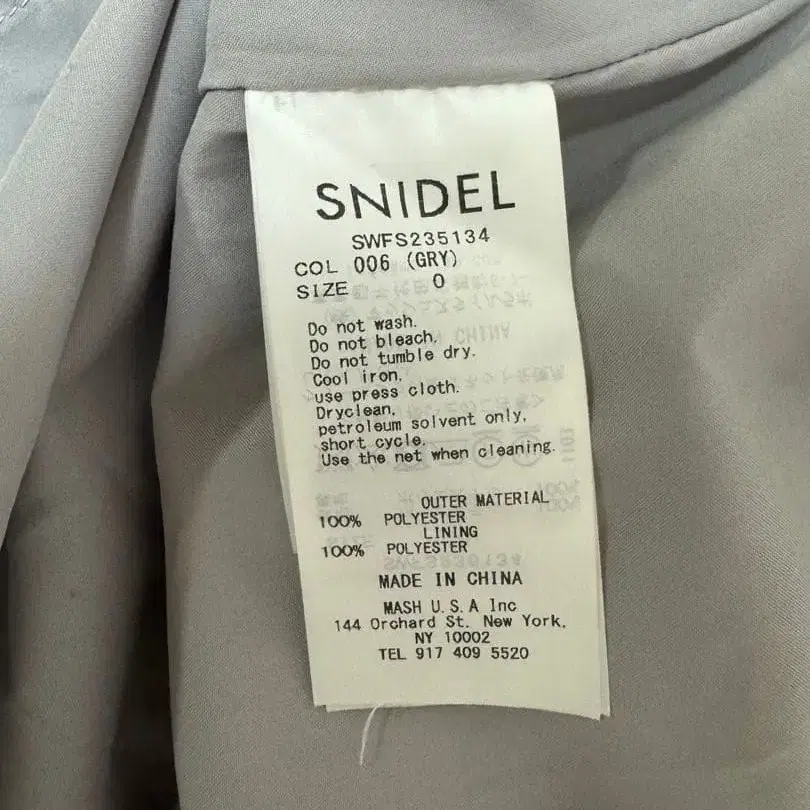 SNIDEL
SWFS235134
COL 006 (GRY)
SIZE 0
Do not wash.
Do not bleach.
Do not tumble dry.
Cool iron.
use press cloth.
Dryclean,
petroleum solvent only,
short cycle.
Use the net when cleaning.
OUTER MATERIAL
100% POLYESTER
LINING
100% POLYESTER
MADE IN CHINA
MASH U.S.A Inc
144 Orchard St. New York,
NY 10002
TEL 917 409 5520